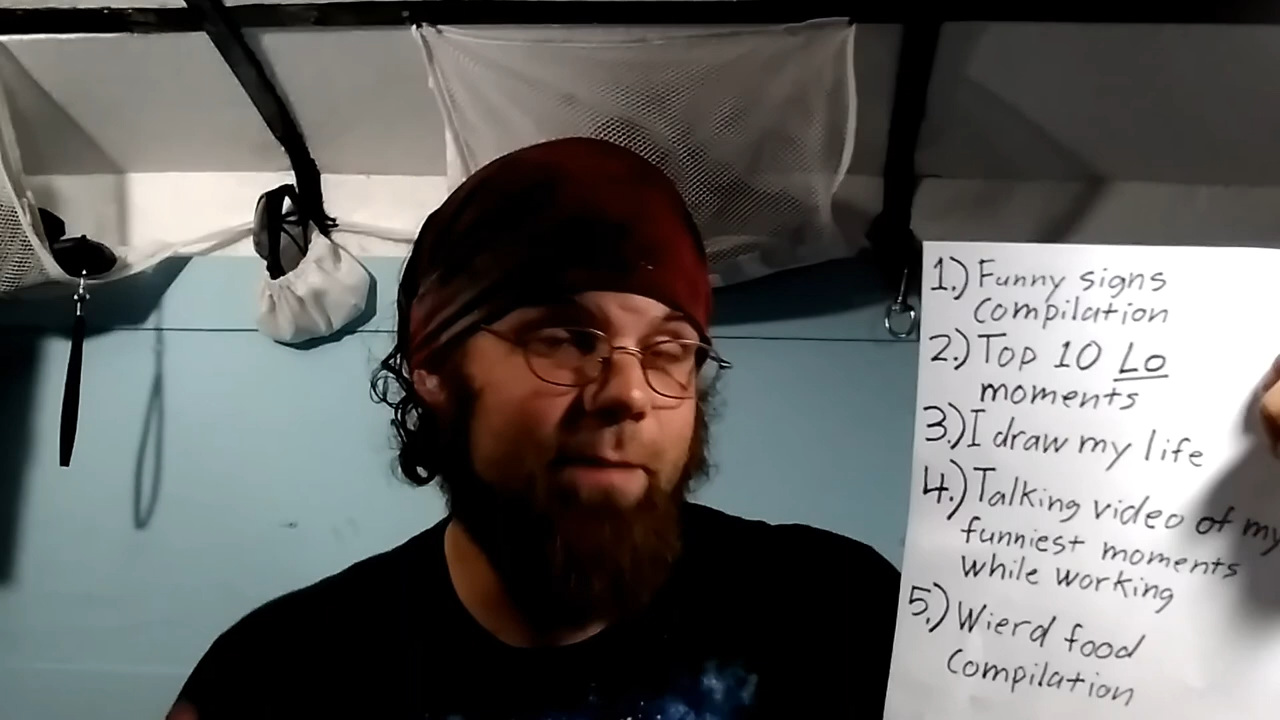 1.) Funny signs
compilation
2.) Top 10 Lo
moments
3.) I draw my life
4.) Talking video of my
funniest moments
while working
5.) Wierd food
compilation